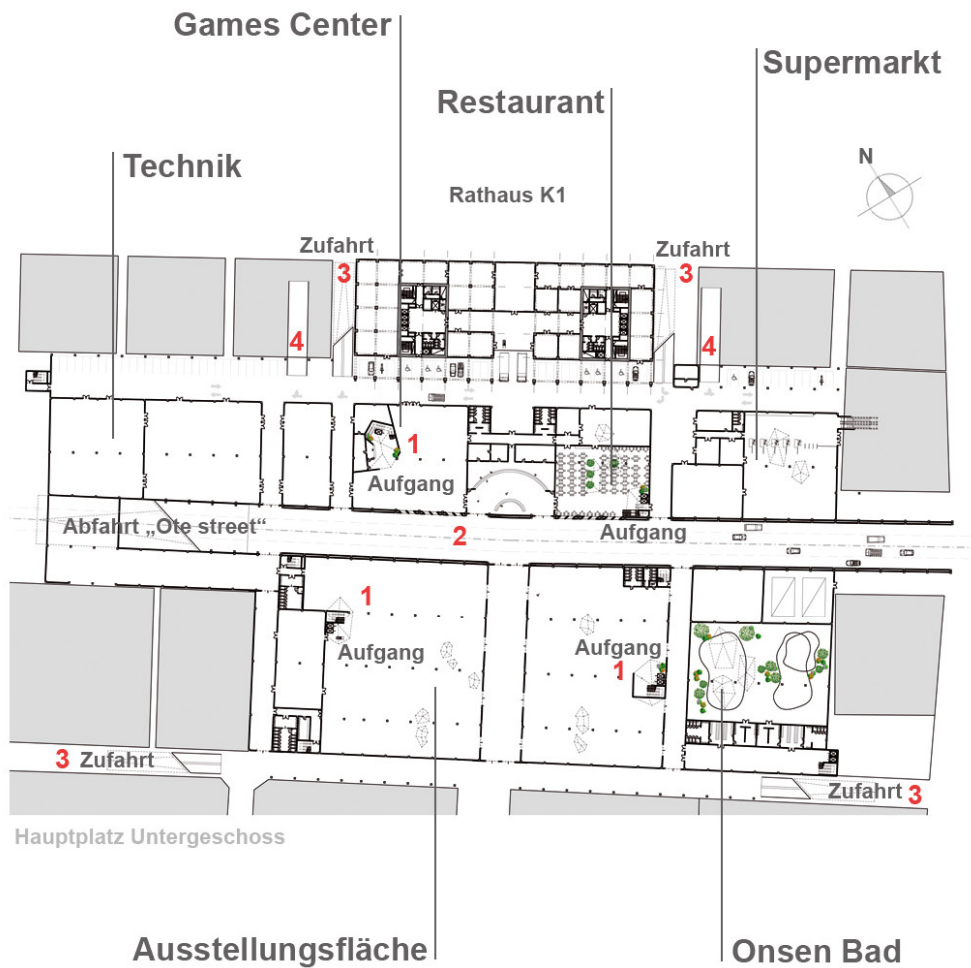 Games Center
Supermarkt
Restaurant
Technik
N
Rathaus K1
Zufahrt
Zufahrt
3
3
4
4
1
Aufgang
Abfahrt „Ote street“
2
Aufgang
1
Aufgang
Aufgang
1
3 Zufahrt
Zufahrt 3
Hauptplatz Untergeschoss
Ausstellungsfläche
Onsen Bad